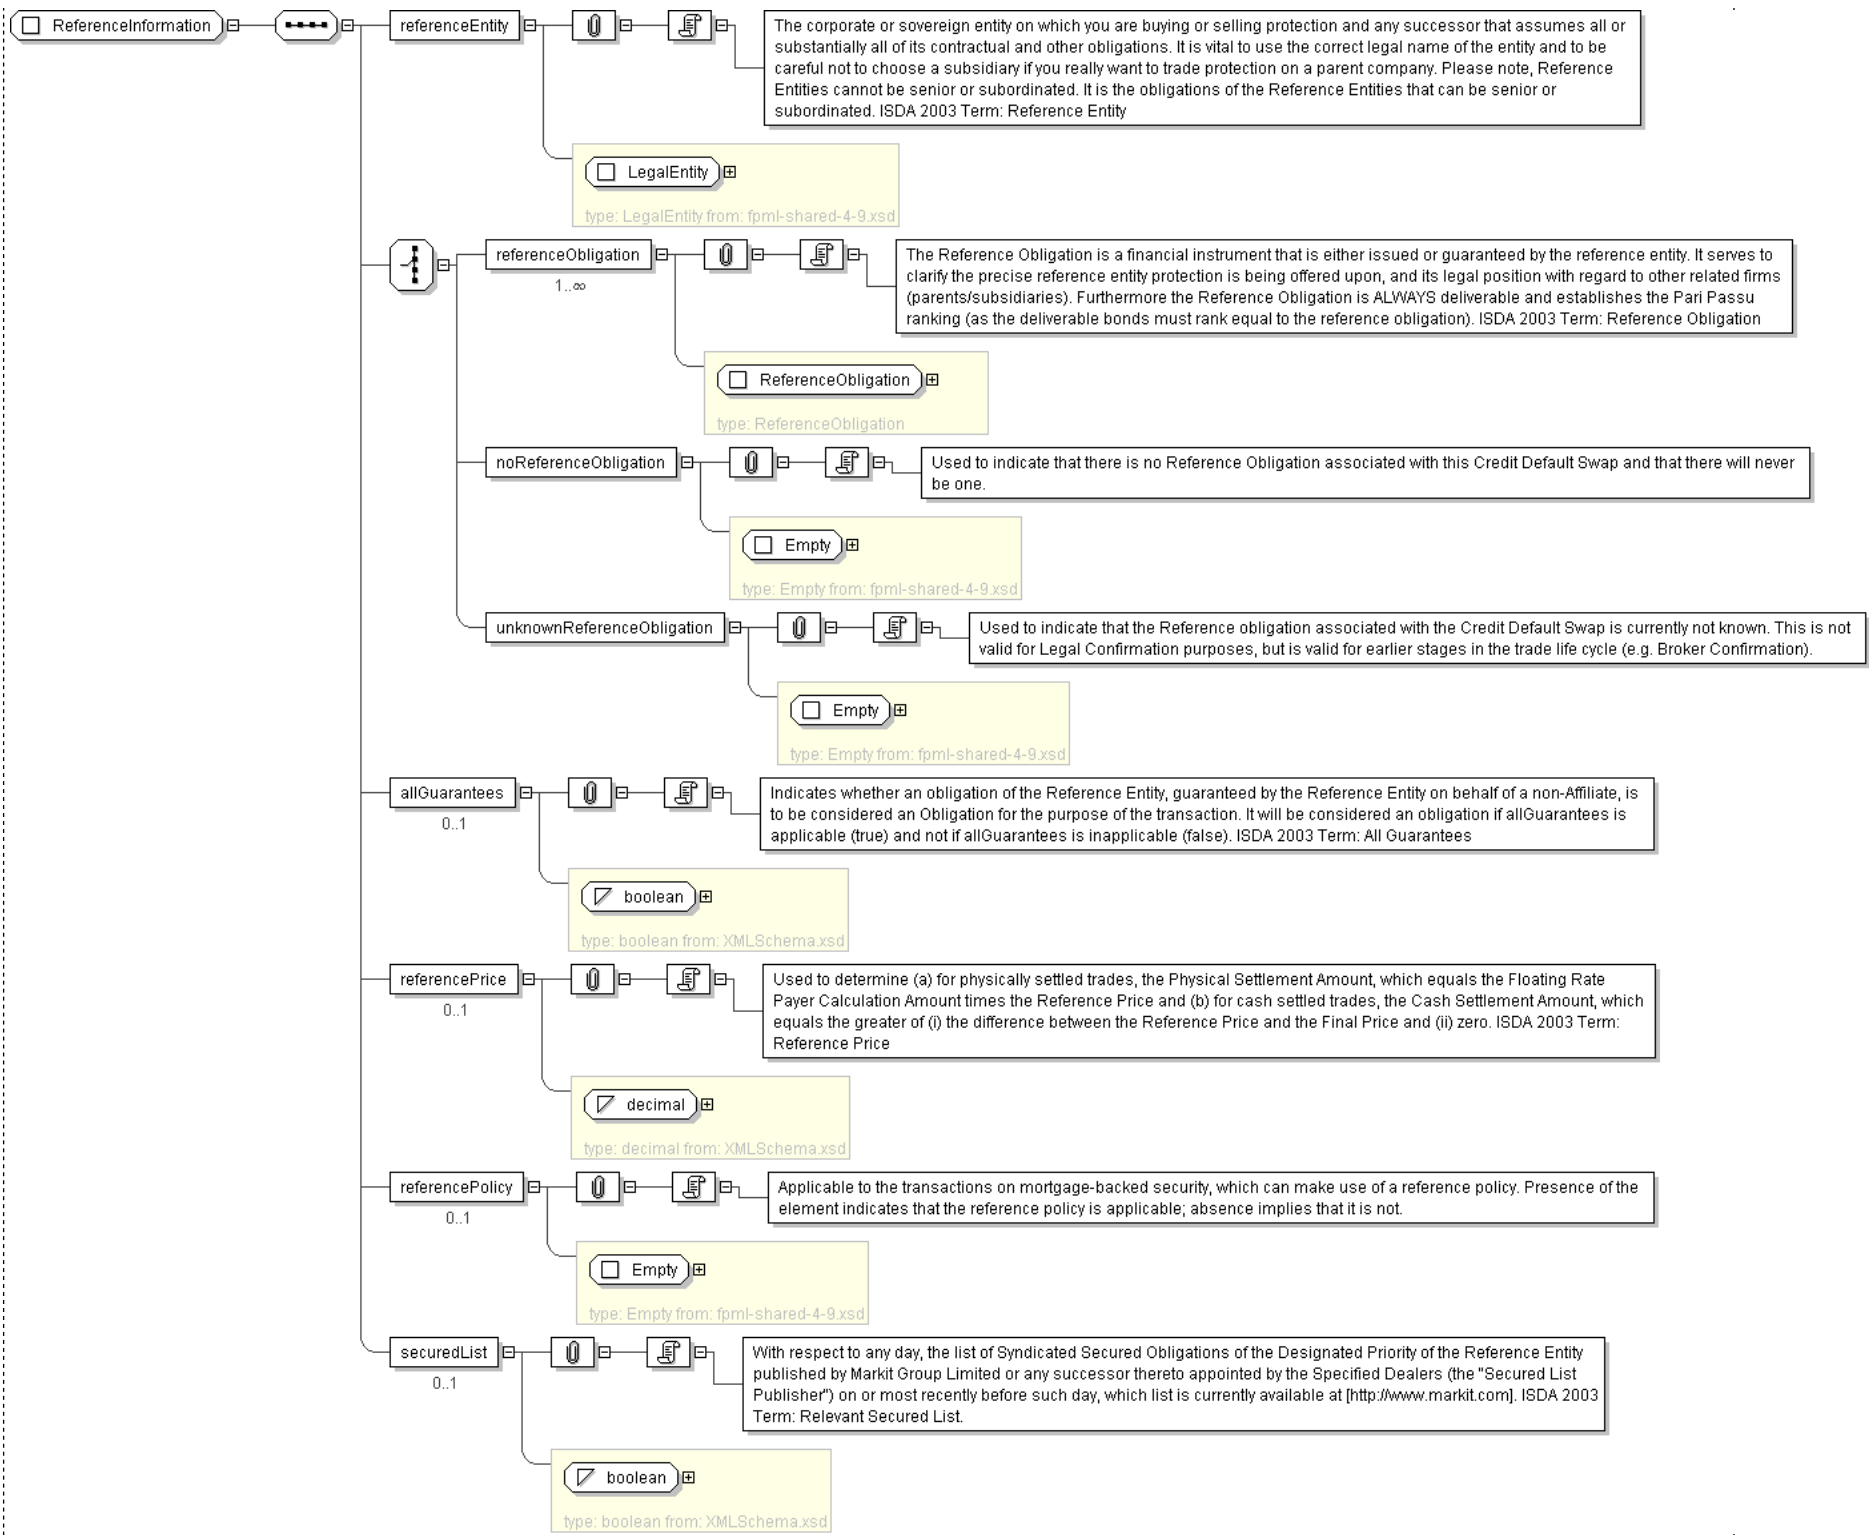 ReferenceInformation
referenceEntity
The corporate or sovereign entity on which you are buying or selling protection and any successor that assumes all or
substantially all of its contractual and other obligations. It is vital to use the correct legal name of the entity and to be
careful not to choose a subsidiary if you really want to trade protection on a parent company. Please note, Reference
Entities cannot be senior or subordinated. It is the obligations of the Reference Entities that can be senior or
subordinated. ISDA 2003 Term: Reference Entity
LegalEntity
type: LegalEntity from: fpml-shared-4-9.xsd
referenceObligation
1..∞
The Reference Obligation is a financial instrument that is either issued or guaranteed by the reference entity. It serves to
clarify the precise reference entity protection is being offered upon, and its legal position with regard to other related firms
(parents/subsidiaries). Furthermore the Reference Obligation is ALWAYS deliverable and establishes the Pari Passu
ranking (as the deliverable bonds must rank equal to the reference obligation). ISDA 2003 Term: Reference Obligation
ReferenceObligation
type: ReferenceObligation
noReferenceObligation
Used to indicate that there is no Reference Obligation associated with this Credit Default Swap and that there will never
be one.
Empty
type: Empty from: fpml-shared-4-9.xsd
unknownReferenceObligation
Used to indicate that the Reference obligation associated with the Credit Default Swap is currently not known. This is not
valid for Legal Confirmation purposes, but is valid for earlier stages in the trade life cycle (e.g. Broker Confirmation).
Empty
type: Empty from: fpml-shared-4-9.xsd
allGuarantees
0..1
Indicates whether an obligation of the Reference Entity, guaranteed by the Reference Entity on behalf of a non-Affiliate, is
to be considered an Obligation for the purpose of the transaction. It will be considered an obligation if allGuarantees is
applicable (true) and not if allGuarantees is inapplicable (false). ISDA 2003 Term: All Guarantees
boolean
type: boolean from: XMLSchema.xsd
referencePrice
0..1
Used to determine (a) for physically settled trades, the Physical Settlement Amount, which equals the Floating Rate
Payer Calculation Amount times the Reference Price and (b) for cash settled trades, the Cash Settlement Amount, which
equals the greater of (i) the difference between the Reference Price and the Final Price and (ii) zero. ISDA 2003 Term:
Reference Price
decimal
type: decimal from: XMLSchema.xsd
referencePolicy
0..1
Applicable to the transactions on mortgage-backed security, which can make use of a reference policy. Presence of the
element indicates that the reference policy is applicable; absence implies that it is not.
Empty
type: Empty from: fpml-shared-4-9.xsd
securedList
0..1
With respect to any day, the list of Syndicated Secured Obligations of the Designated Priority of the Reference Entity
published by Markit Group Limited or any successor thereto appointed by the Specified Dealers (the "Secured List
Publisher") on or most recently before such day, which list is currently available at [http://www.markit.com]. ISDA 2003
Term: Relevant Secured List.
boolean
type: boolean from: XMLSchema.xsd